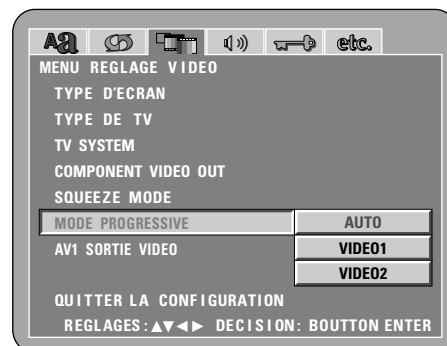 Aa etc.
MENU REGLAGE VIDEO
TYPE D'ECRAN
TYPE DE TV
TV SYSTEM
COMPONENT VIDEO OUT
SQUEEZE MODE
MODE PROGRESSIVE AUTO
AV1 SORTIE VIDEO VIDEO1
VIDEO2
QUITTER LA CONFIGURATION
REGLAGES:▲▼◄► DECISION: BOUTTON ENTER